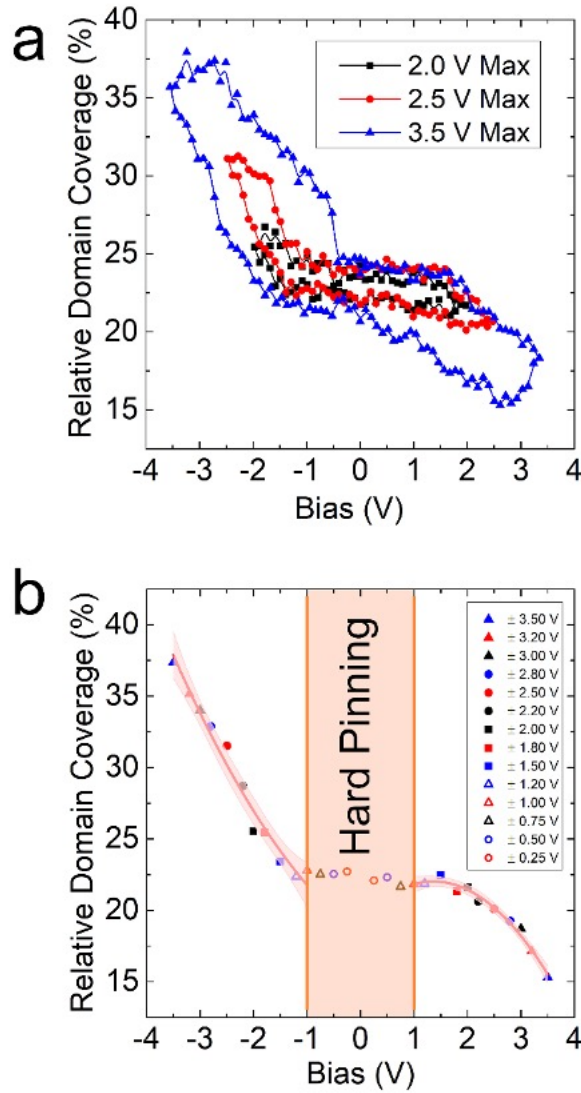 a
Relative Domain Coverage (%)
40
35
30
25
20
15
2.0 V Max
2.5 V Max
3.5 V Max
-4 -3 -2 -1 0 1 2 3 4
Bias (V)
b
Relative Domain Coverage (%)
40
35
30
25
20
15
Hard Pinning
± 3.50 V
± 3.20 V
± 3.00 V
± 2.80 V
± 2.50 V
± 2.20 V
± 2.00 V
± 1.80 V
± 1.50 V
± 1.20 V
± 1.00 V
± 0.75 V
± 0.50 V
± 0.25 V
-4 -3 -2 -1 0 1 2 3 4
Bias (V)